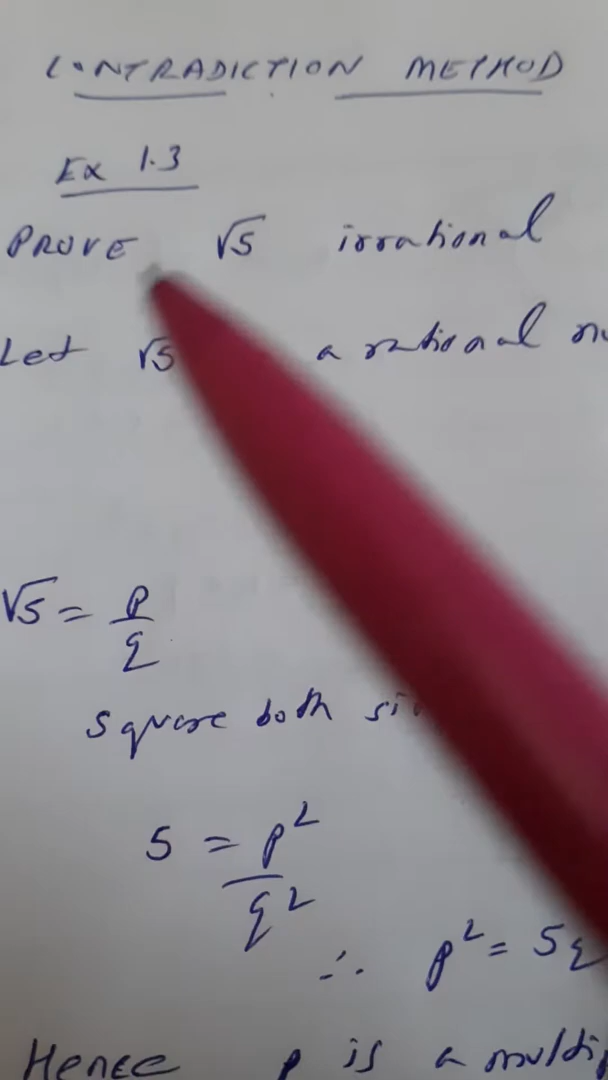 CONTRADICTION METHOD
Ex 1.3
PROVE √5 irrational
Let √5 a rational
√5 = p/q
Square both
5 = p²/q²
∴ p² = 5q
Hence p is a